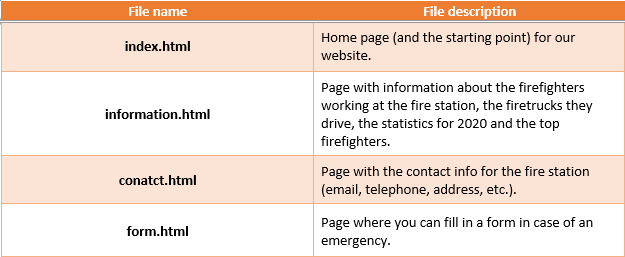 File name File description
index.html
Home page (and the starting point) for our
website.
information.html
Page with information about the firefighters
working at the fire station, the firetrucks they
drive, the statistics for 2020 and the top
firefighters.
conatct.html
Page with the contact info for the fire station
(email, telephone, address, etc.).
form.html
Page where you can fill in a form in case of an
emergency.